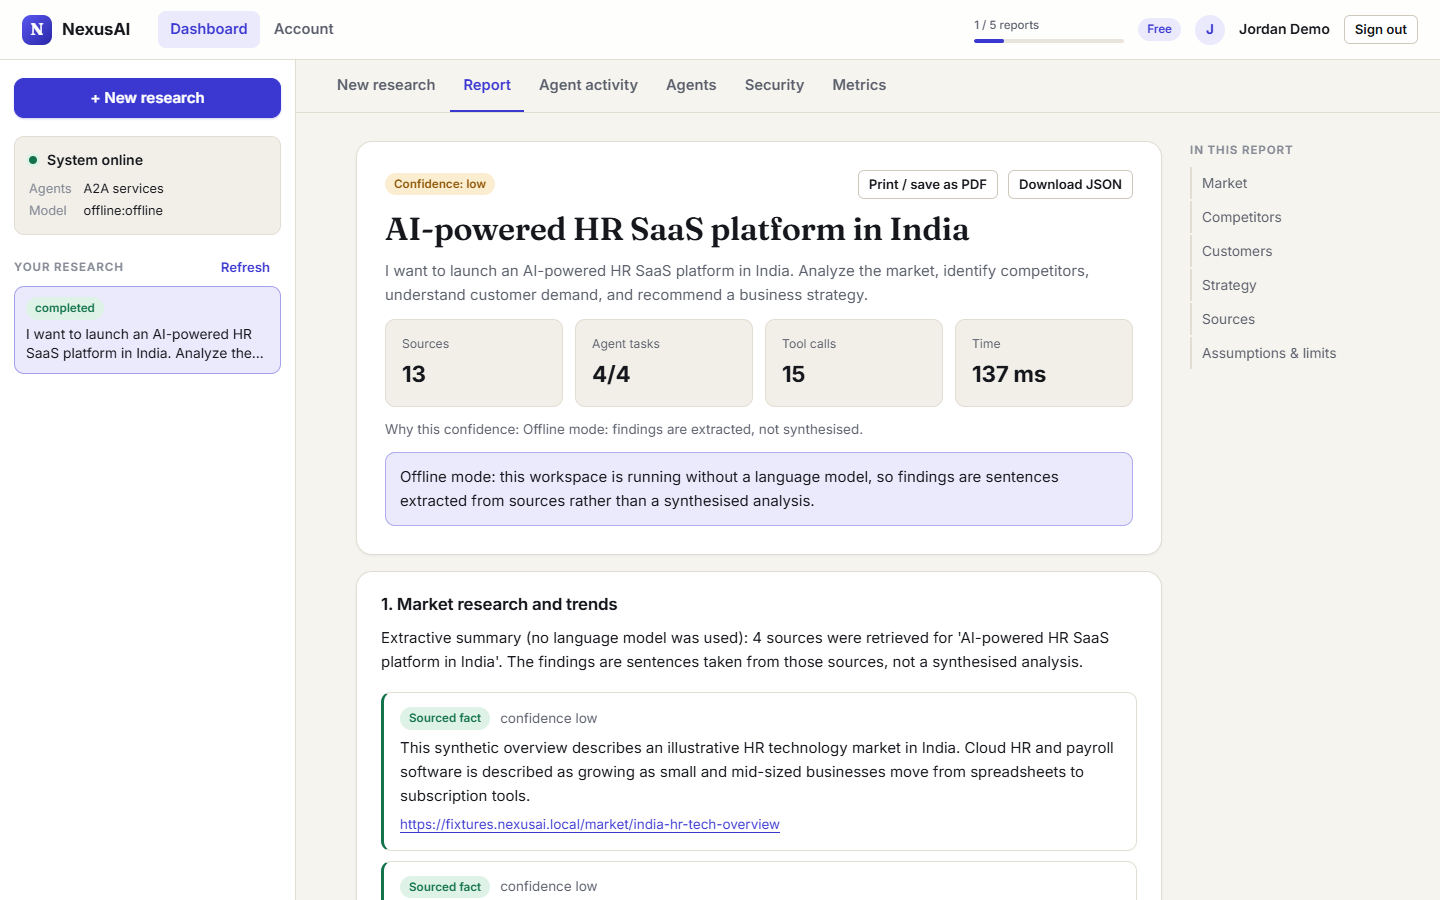 N NexusAI
Dashboard
Account
1 / 5 reports
Free
J
Jordan Demo
Sign out
+ New research
System online
Agents A2A services
Model offline:offline
YOUR RESEARCH
Refresh
completed
I want to launch an AI-powered HR
SaaS platform in India. Analyze the...
New research
Report
Agent activity
Agents
Security
Metrics
Confidence: low
Print / save as PDF
Download JSON
AI-powered HR SaaS platform in India
I want to launch an AI-powered HR SaaS platform in India. Analyze the market, identify competitors,
understand customer demand, and recommend a business strategy.
Sources
13
Agent tasks
4/4
Tool calls
15
Time
137 ms
Why this confidence: Offline mode: findings are extracted, not synthesised.
Offline mode: this workspace is running without a language model, so findings are sentences
extracted from sources rather than a synthesised analysis.
1. Market research and trends
Extractive summary (no language model was used): 4 sources were retrieved for 'AI-powered HR SaaS
platform in India'. The findings are sentences taken from those sources, not a synthesised analysis.
Sourced fact confidence low
This synthetic overview describes an illustrative HR technology market in India. Cloud HR and payroll
software is described as growing as small and mid-sized businesses move from spreadsheets to
subscription tools.
https://fixtures.nexusai.local/market/india-hr-tech-overview
Sourced fact confidence low
IN THIS REPORT
Market
Competitors
Customers
Strategy
Sources
Assumptions & limits